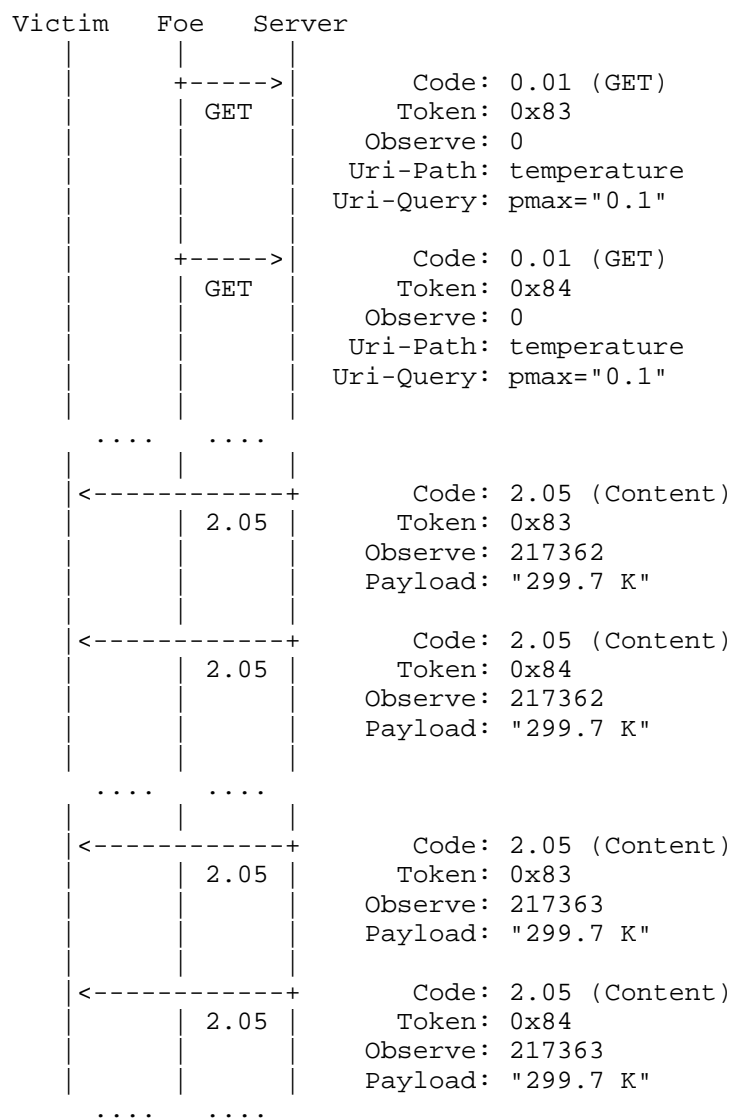 Victim Foe Server
+-----> Code: 0.01 (GET)
GET Token: 0x83
Observe: 0
Uri-Path: temperature
Uri-Query: pmax="0.1"
+-----> Code: 0.01 (GET)
GET Token: 0x84
Observe: 0
Uri-Path: temperature
Uri-Query: pmax="0.1"
.... ....
<------------+ Code: 2.05 (Content)
2.05 Token: 0x83
Observe: 217362
Payload: "299.7 K"
<------------+ Code: 2.05 (Content)
2.05 Token: 0x84
Observe: 217362
Payload: "299.7 K"
.... ....
<------------+ Code: 2.05 (Content)
2.05 Token: 0x83
Observe: 217363
Payload: "299.7 K"
<------------+ Code: 2.05 (Content)
2.05 Token: 0x84
Observe: 217363
Payload: "299.7 K"
.... ....